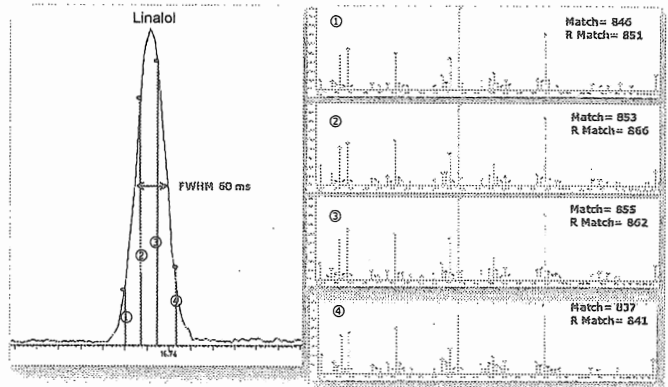 Linalol
FWHM 60 ms
①
②
③
④
16.74
①
Match= 846
R Match= 851
②
Match= 853
R Match= 866
③
Match= 855
R Match= 862
④
Match= 837
R Match= 841